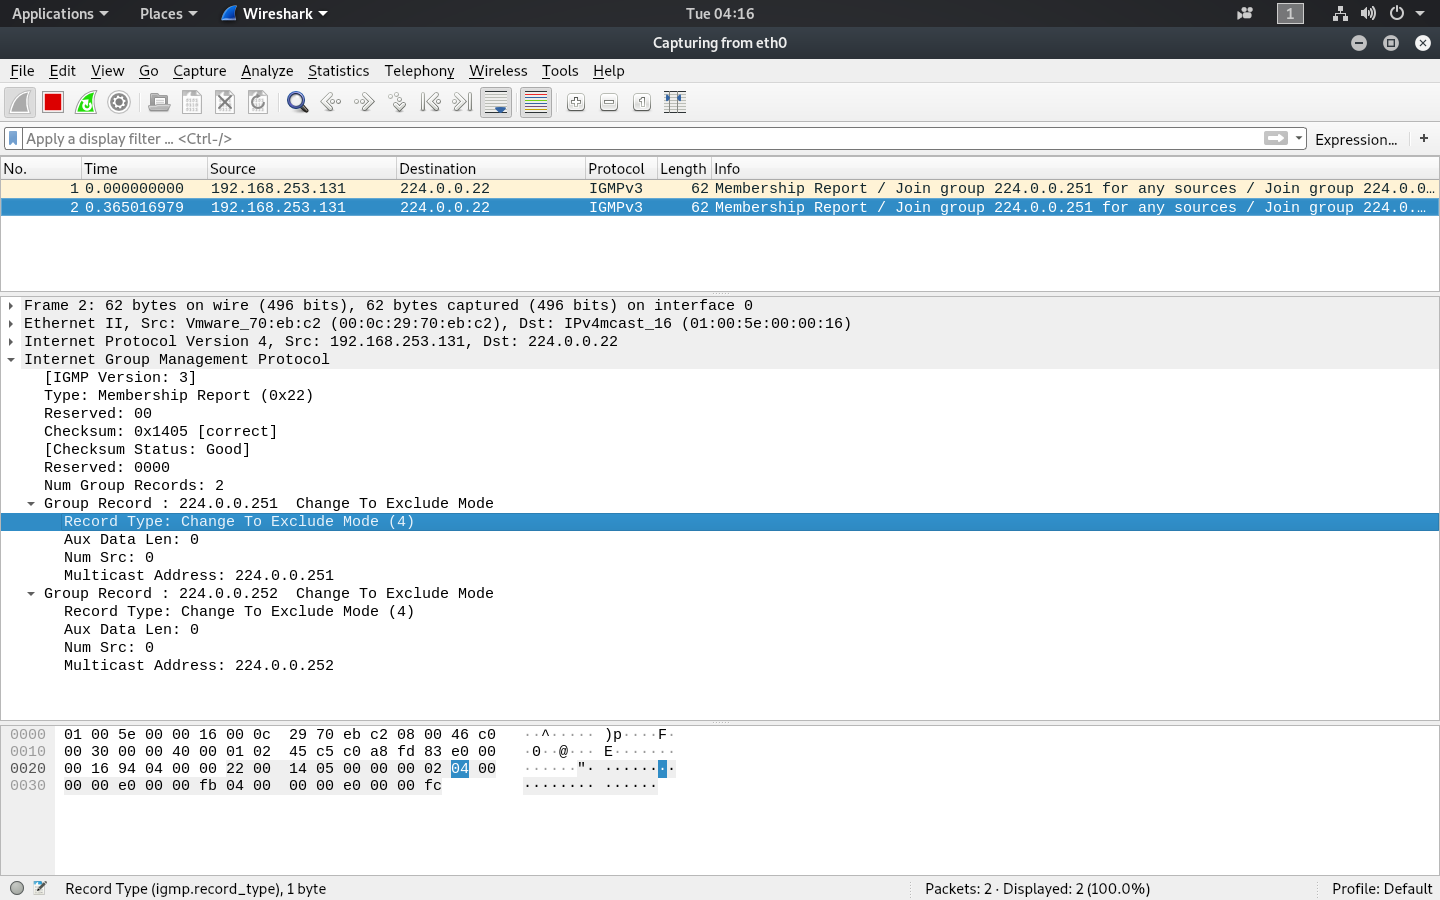 Applications Places Wireshark Tue 04:16 1
Capturing from eth0
File Edit View Go Capture Analyze Statistics Telephony Wireless Tools Help
Apply a display filter ... <Ctrl-/> Expression... +
No. Time Source Destination Protocol Length Info
1 0.000000000 192.168.253.131 224.0.0.22 IGMPv3 62 Membership Report / Join group 224.0.0.251 for any sources / Join group 224.0.0…
2 0.365016979 192.168.253.131 224.0.0.22 IGMPv3 62 Membership Report / Join group 224.0.0.251 for any sources / Join group 224.0.…
Frame 2: 62 bytes on wire (496 bits), 62 bytes captured (496 bits) on interface 0
Ethernet II, Src: Vmware_70:eb:c2 (00:0c:29:70:eb:c2), Dst: IPv4mcast_16 (01:00:5e:00:00:16)
Internet Protocol Version 4, Src: 192.168.253.131, Dst: 224.0.0.22
Internet Group Management Protocol
[IGMP Version: 3]
Type: Membership Report (0x22)
Reserved: 00
Checksum: 0x1405 [correct]
[Checksum Status: Good]
Reserved: 0000
Num Group Records: 2
Group Record : 224.0.0.251  Change To Exclude Mode
Record Type: Change To Exclude Mode (4)
Aux Data Len: 0
Num Src: 0
Multicast Address: 224.0.0.251
Group Record : 224.0.0.252  Change To Exclude Mode
Record Type: Change To Exclude Mode (4)
Aux Data Len: 0
Num Src: 0
Multicast Address: 224.0.0.252
0000 01 00 5e 00 00 16 00 0c 29 70 eb c2 08 00 46 c0 ··^····· )p····F·
0010 00 30 00 00 40 00 01 02 45 c5 c0 a8 fd 83 e0 00 ·0··@··· E·······
0020 00 16 94 04 00 00 22 00 14 05 00 00 00 02 04 00 ······"· ········
0030 00 00 e0 00 00 fb 04 00 00 00 e0 00 00 fc ········ ······
Record Type (igmp.record_type), 1 byte Packets: 2 · Displayed: 2 (100.0%) Profile: Default